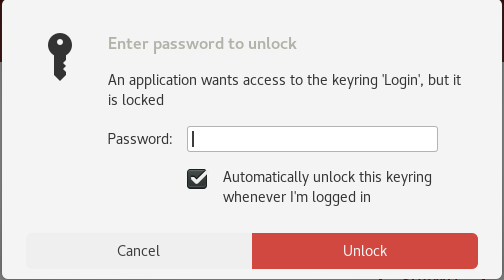 Enter password to unlock
An application wants access to the keyring 'Login', but it
is locked
Password:
Automatically unlock this keyring
whenever I'm logged in
Cancel
Unlock